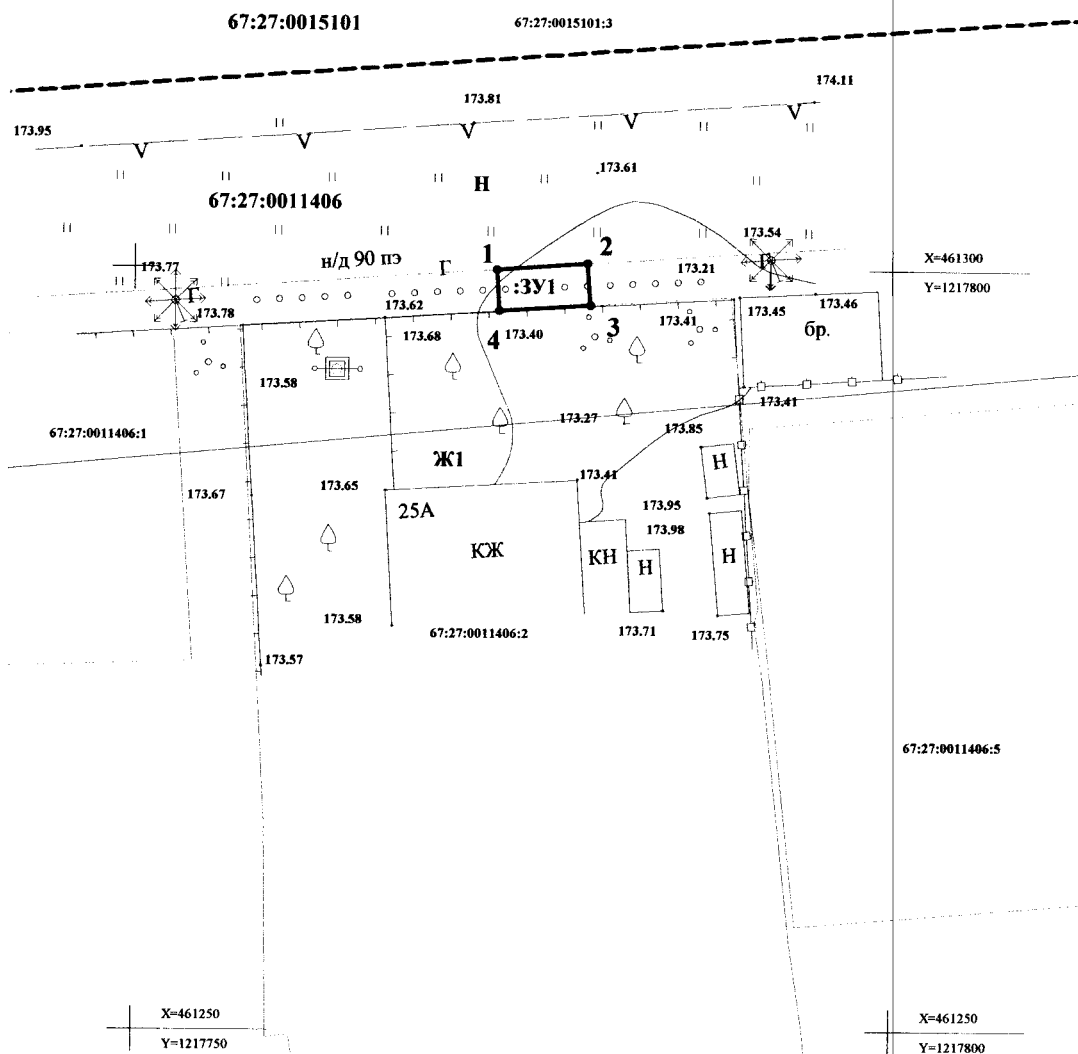 67:27:0015101
67:27:0015101:3
174.11
173.81
173.95
V V V V V
173.61
Н
67:27:0011406
173.54
1
2
н/д 90 пэ
Г
173.77
Г
173.21
X=461300
Y=1217800
:ЗУ1
Г
173.78
173.62
173.45
173.46
4
173.40
3
173.41
бр.
173.68
173.58
173.41
67:27:0011406:1
173.27
173.85
Ж1
173.41
Н
173.67
173.65
25А
173.95
173.98
КЖ
КН
Н
Н
173.58
67:27:0011406:2
173.71
173.75
173.57
67:27:0011406:5
X=461250
Y=1217750
X=461250
Y=1217800